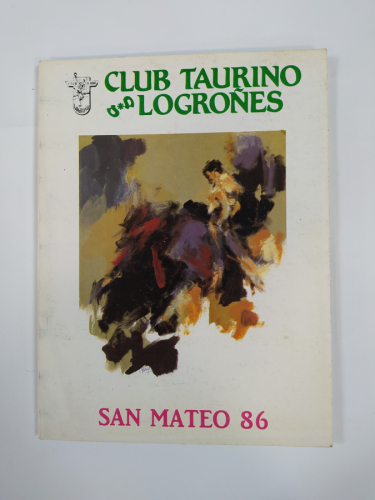 CLUB TAURINO
LOGROÑES
SAN MATEO 86